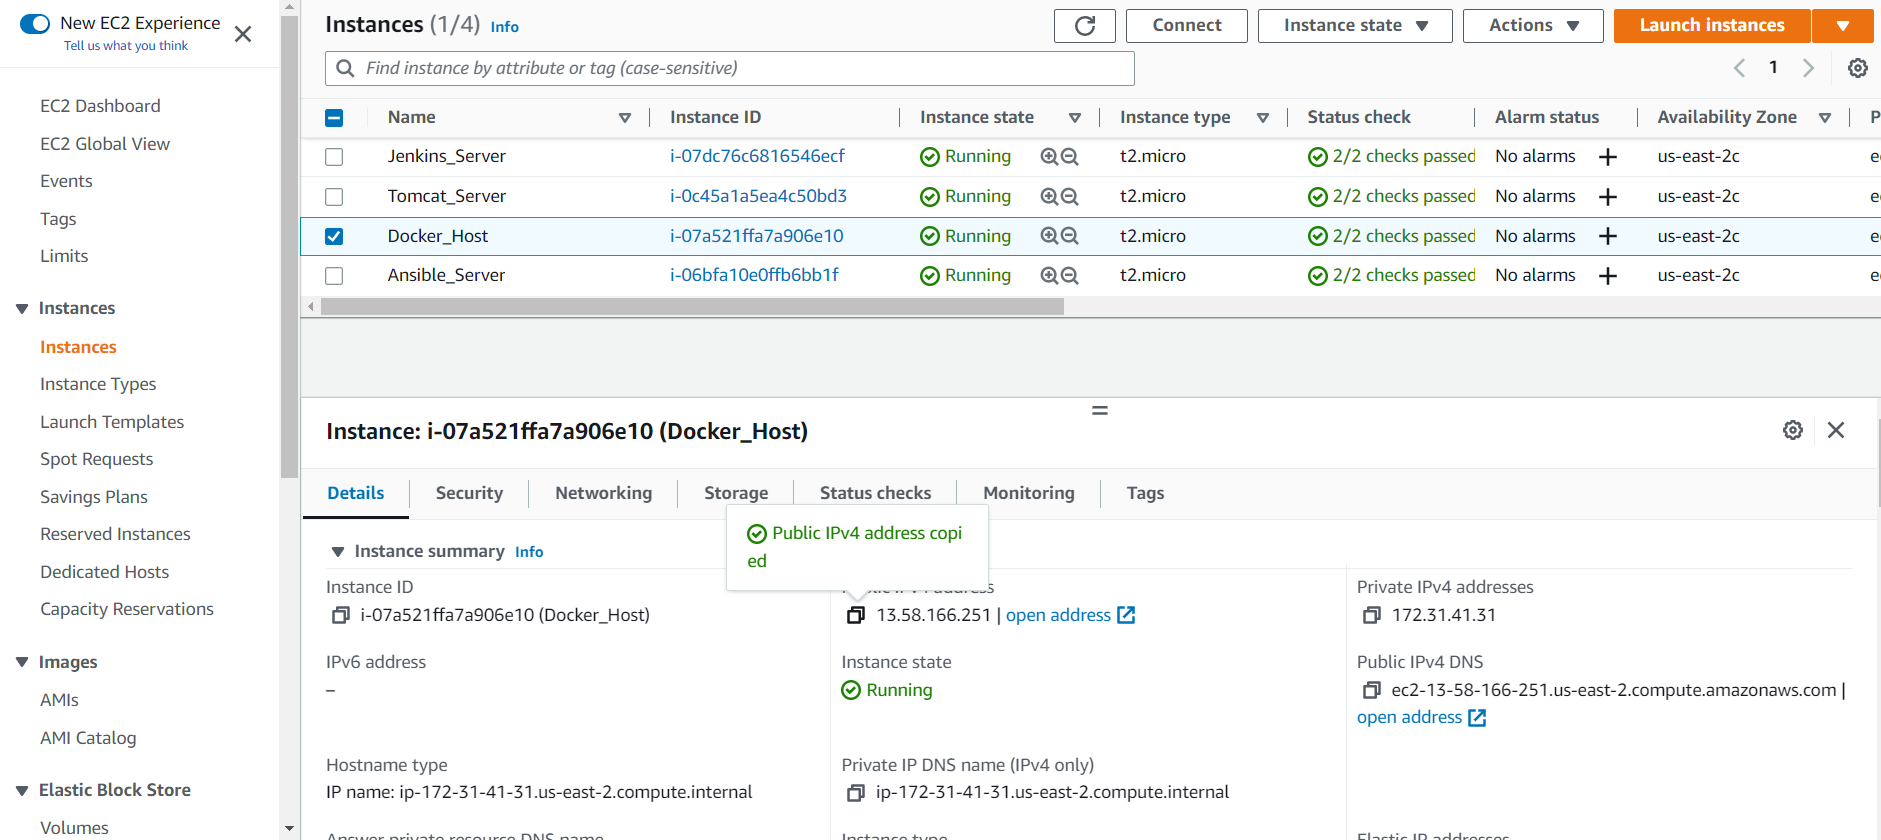 New EC2 Experience
Tell us what you think
EC2 Dashboard
EC2 Global View
Events
Tags
Limits
Instances
Instances
Instance Types
Launch Templates
Spot Requests
Savings Plans
Reserved Instances
Dedicated Hosts
Capacity Reservations
Images
AMIs
AMI Catalog
Elastic Block Store
Volumes
Instances (1/4) Info
Connect
Instance state
Actions
Launch instances
Find instance by attribute or tag (case-sensitive)
1
Name Instance ID Instance state Instance type Status check Alarm status Availability Zone P
Jenkins_Server i-07dc76c6816546ecf Running t2.micro 2/2 checks passed No alarms + us-east-2c e
Tomcat_Server i-0c45a1a5ea4c50bd3 Running t2.micro 2/2 checks passed No alarms + us-east-2c e
Docker_Host i-07a521ffa7a906e10 Running t2.micro 2/2 checks passed No alarms + us-east-2c e
Ansible_Server i-06bfa10e0ffb6bb1f Running t2.micro 2/2 checks passed No alarms + us-east-2c e
Instance: i-07a521ffa7a906e10 (Docker_Host)
Details Security Networking Storage Status checks Monitoring Tags
Public IPv4 address copi
ed
Instance summary Info
Instance ID
i-07a521ffa7a906e10 (Docker_Host)
Public IPv4 address
13.58.166.251 | open address
Private IPv4 addresses
172.31.41.31
IPv6 address
–
Instance state
Running
Public IPv4 DNS
ec2-13-58-166-251.us-east-2.compute.amazonaws.com |
open address
Hostname type
IP name: ip-172-31-41-31.us-east-2.compute.internal
Private IP DNS name (IPv4 only)
ip-172-31-41-31.us-east-2.compute.internal
Answer private resource DNS name
Instance type
Elastic IP addresses